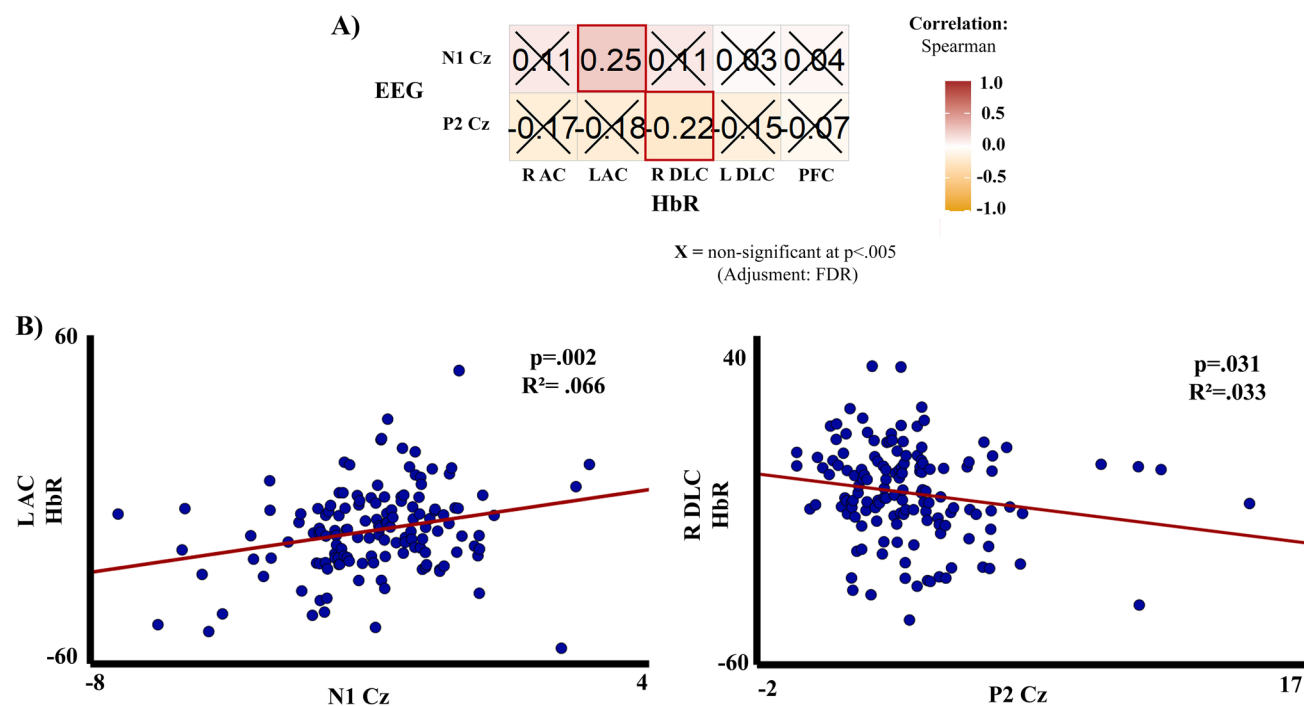 A)
Correlation:
Spearman
N1 Cz
0.11 0.25 0.11 0.03 0.04
EEG
P2 Cz
-0.17 -0.18 -0.22 -0.15 -0.07
R AC LAC R DLC L DLC PFC
HbR
1.0
0.5
0.0
-0.5
-1.0
X = non-significant at p<.005
(Adjusment: FDR)
B)
60
p=.002
R²= .066
LAC
HbR
-60
-8
N1 Cz
4
40
p=.031
R²=.033
R DLC
HbR
-60
-2
P2 Cz
17